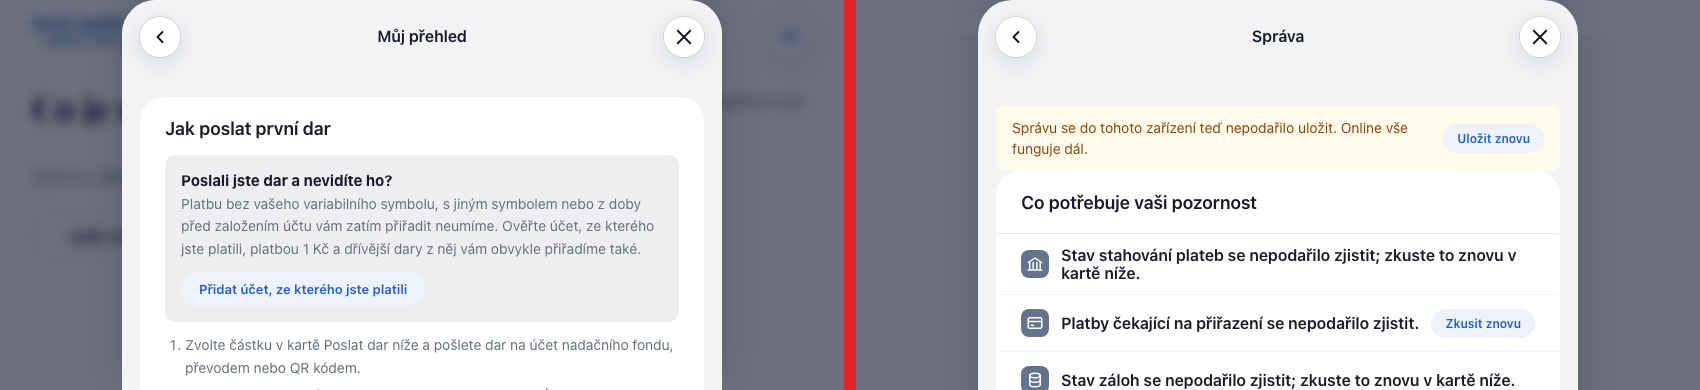 Můj přehled
Jak poslat první dar
Poslali jste dar a nevidíte ho?
Platbu bez vašeho variabilního symbolu, s jiným symbolem nebo z doby
před založením účtu vám zatím přiřadit neumíme. Ověřte účet, ze kterého
jste platili, platbou 1 Kč a dřívější dary z něj vám obvykle přiřadíme také.
Přidat účet, ze kterého jste platili
1. Zvolte částku v kartě Poslat dar níže a pošlete dar na účet nadačního fondu,
převodem nebo QR kódem.
Správa
Správu se do tohoto zařízení teď nepodařilo uložit. Online vše
funguje dál.
Uložit znovu
Co potřebuje vaši pozornost
Stav stahování plateb se nepodařilo zjistit; zkuste to znovu v
kartě níže.
Platby čekající na přiřazení se nepodařilo zjistit.
Zkusit znovu
Stav záloh se nepodařilo zjistit; zkuste to znovu v kartě níže.